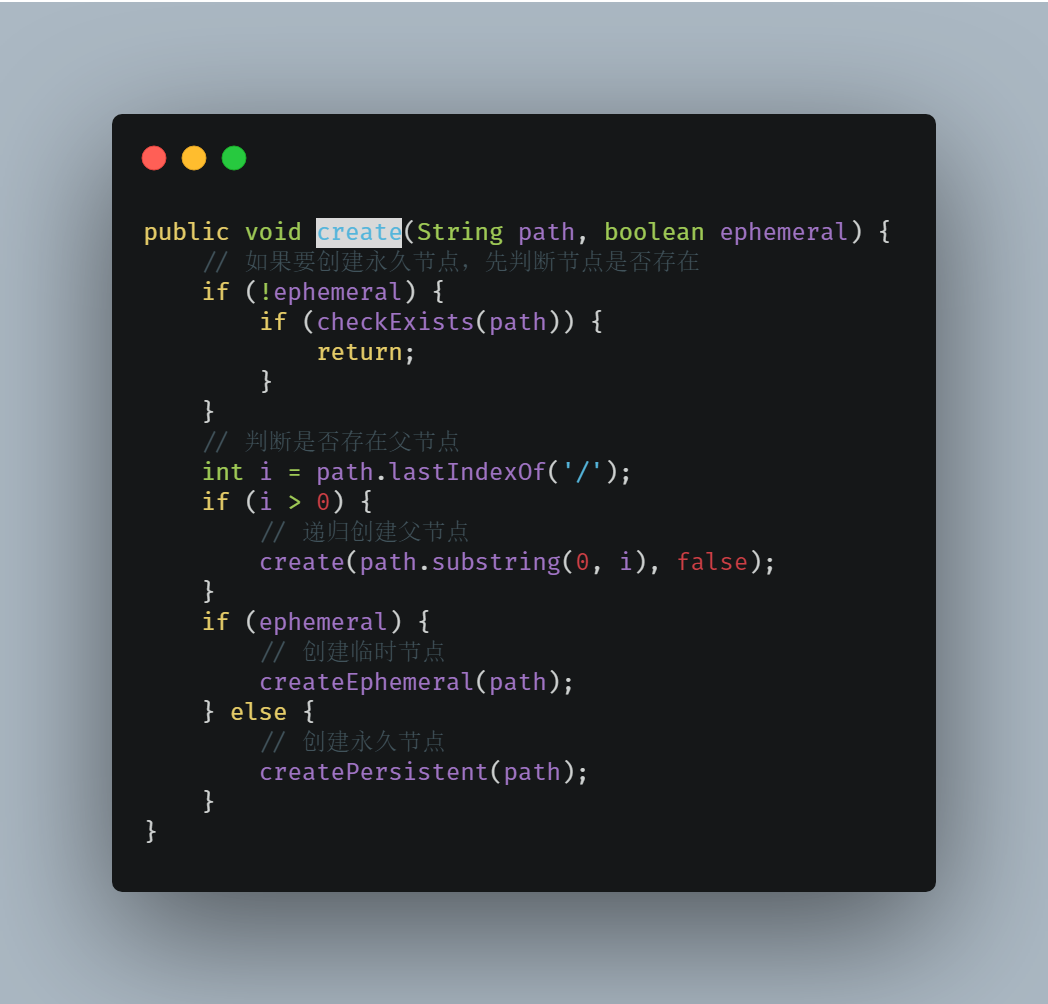 public void create(String path, boolean ephemeral) {
    // 如果要创建永久节点，先判断节点是否存在
    if (!ephemeral) {
        if (checkExists(path)) {
            return;
        }
    }
    // 判断是否存在父节点
    int i = path.lastIndexOf('/');
    if (i > 0) {
        // 递归创建父节点
        create(path.substring(0, i), false);
    }
    if (ephemeral) {
        // 创建临时节点
        createEphemeral(path);
    } else {
        // 创建永久节点
        createPersistent(path);
    }
}